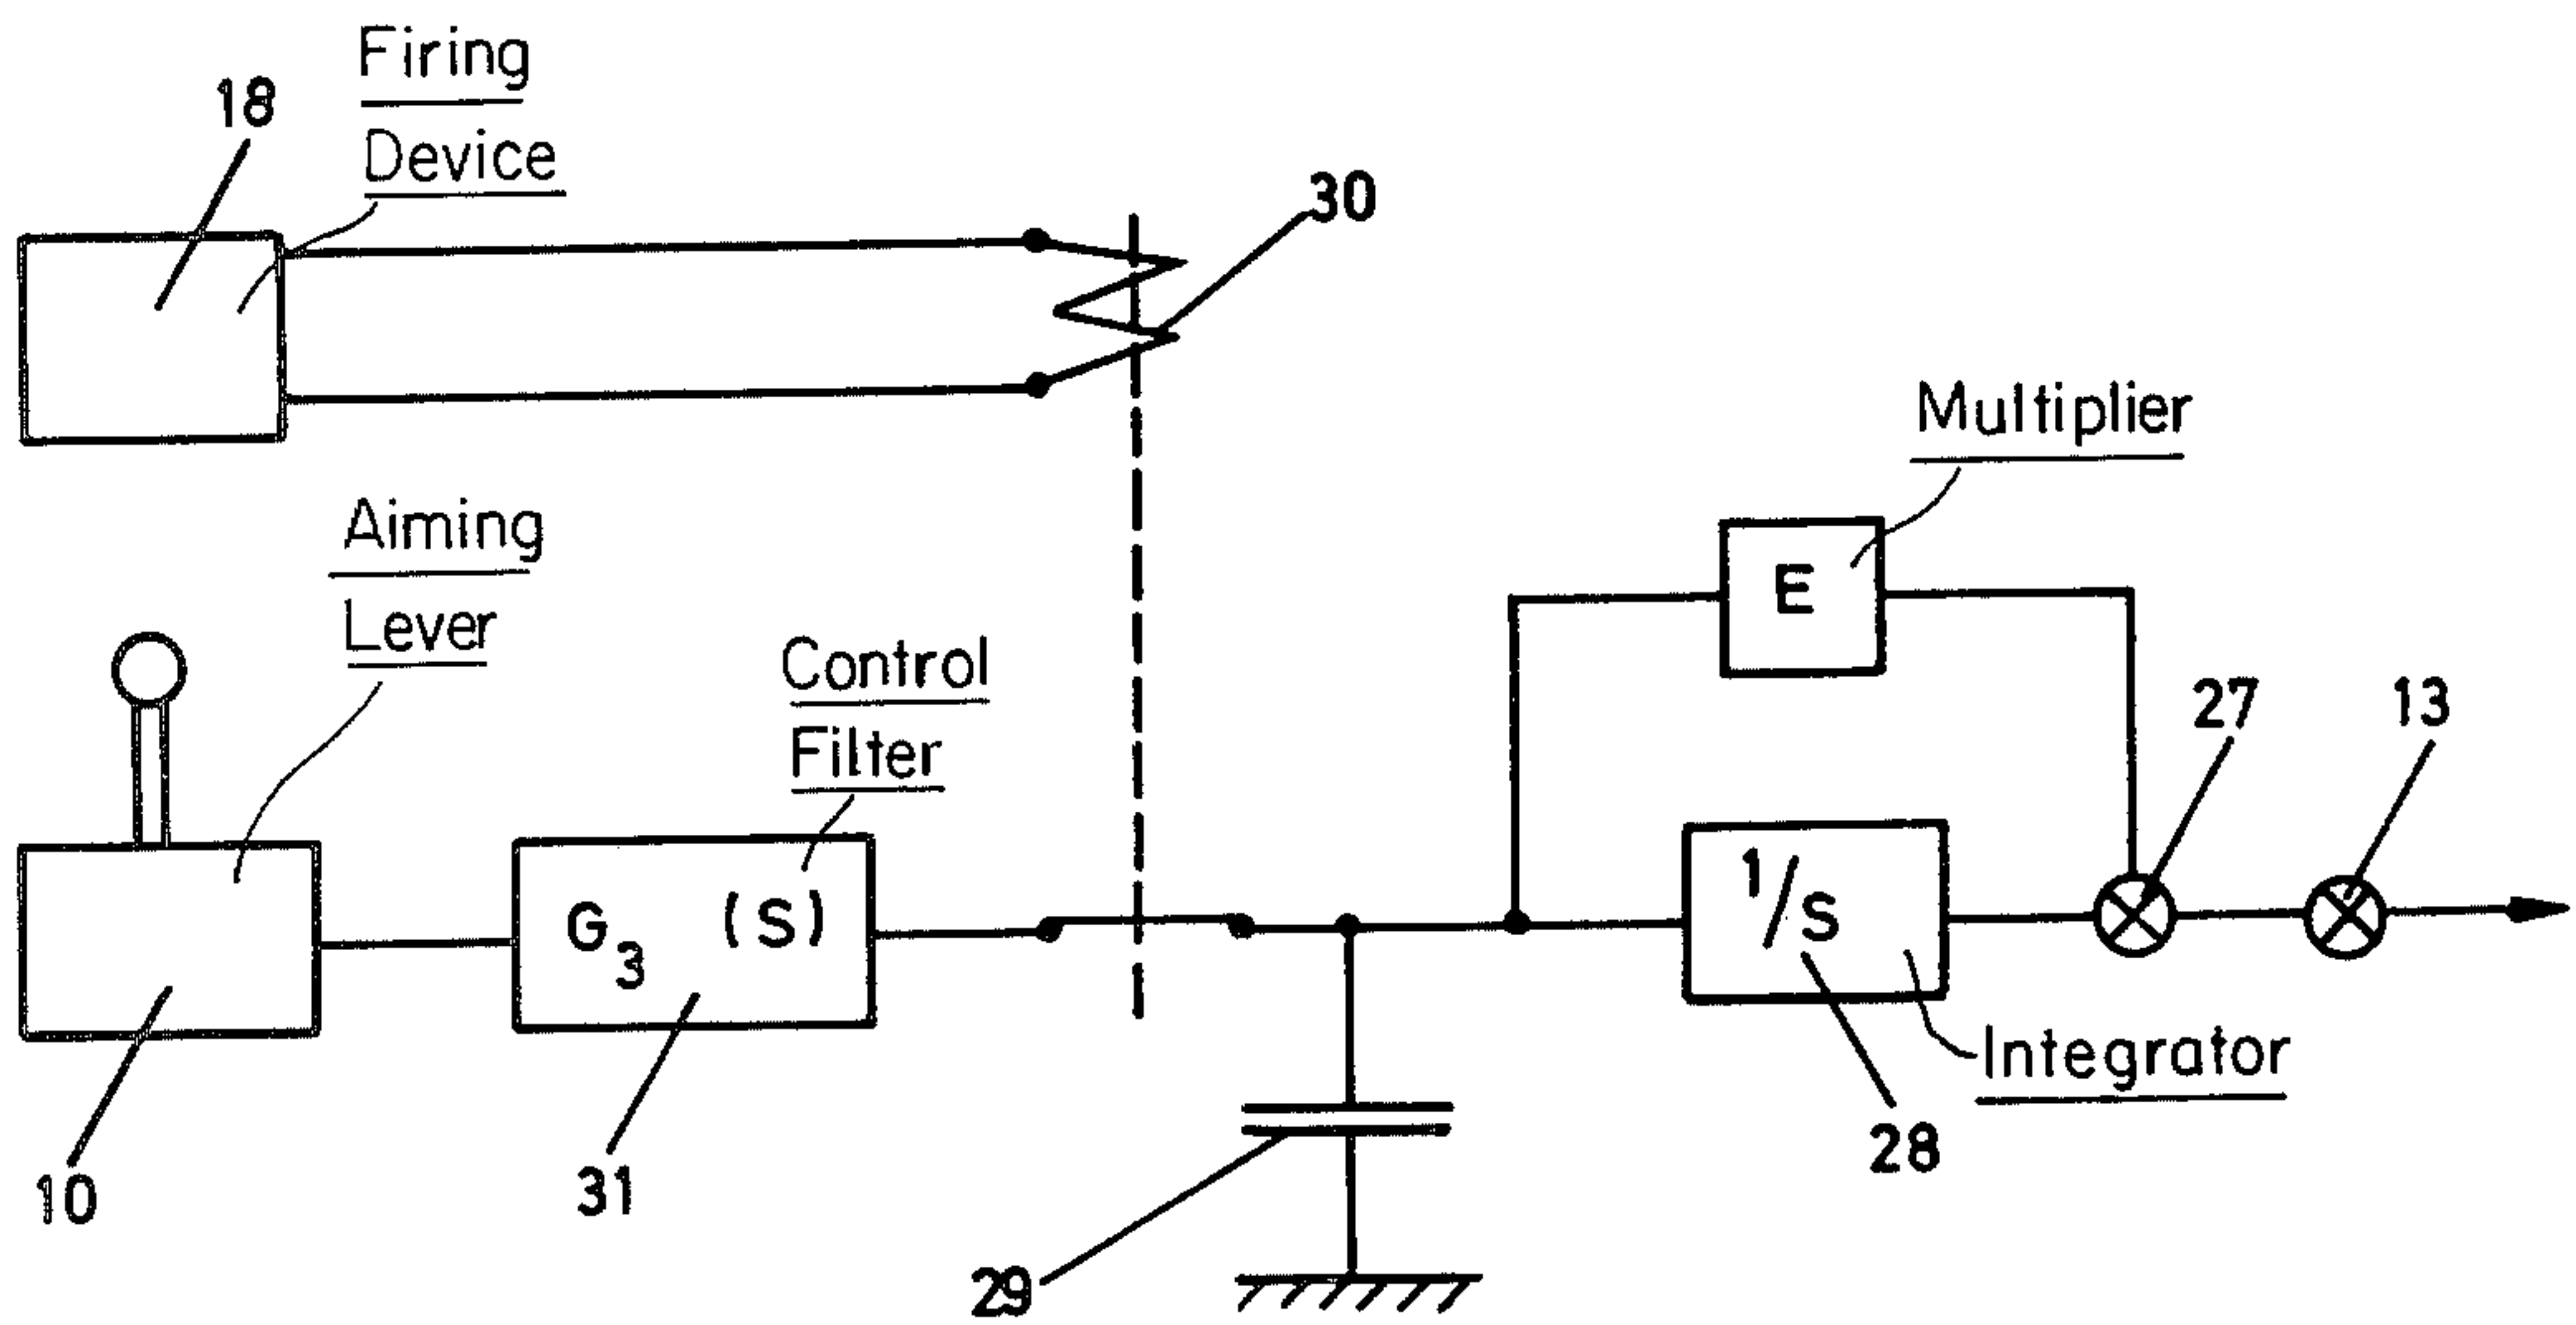 Firing
Device
18
30
Multiplier
E
Aiming
Lever
Control
Filter
27
13
G3 (S)
1/S
Integrator
10
31
28
29